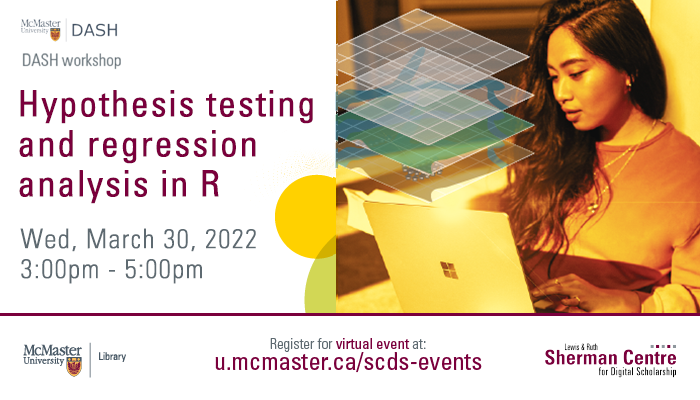 McMaster
University
DASH
DASH workshop
Hypothesis testing
and regression
analysis in R
Wed, March 30, 2022
3:00pm - 5:00pm
McMaster
University
Library
Register for virtual event at:
u.mcmaster.ca/scds-events
Lewis & Ruth
Sherman Centre
for Digital Scholarship